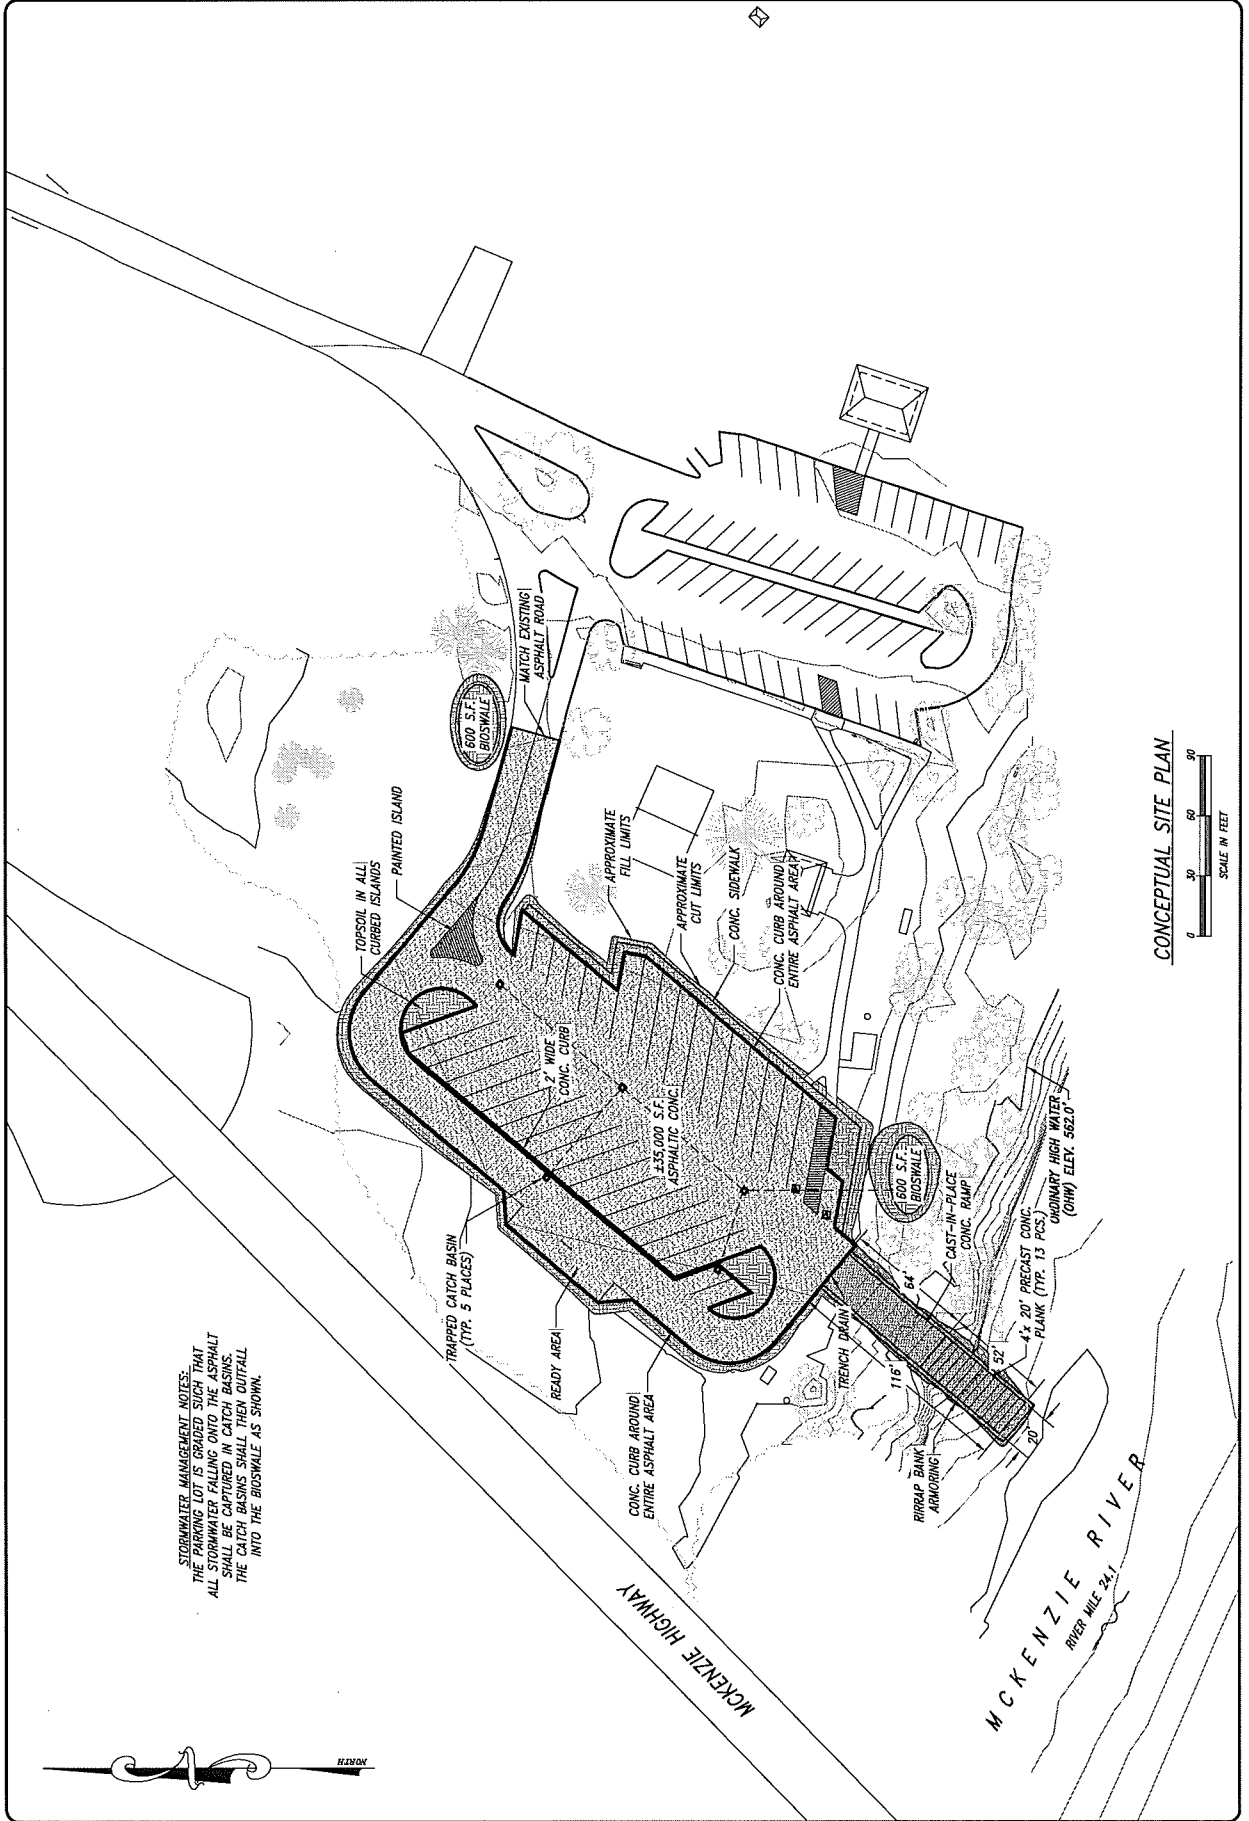 STORMWATER MANAGEMENT NOTES:
THE PARKING LOT IS GRADED SUCH THAT
ALL STORMWATER FALLING ONTO THE ASPHALT
SHALL BE CAPTURED IN CATCH BASINS.
THE CATCH BASINS SHALL THEN OUTFALL
INTO THE BIOSWALE AS SHOWN.
NORTH
MCKENZIE HIGHWAY
TOPSOIL IN ALL
CURBED ISLANDS
PAINTED ISLAND
600 S.F.
BIOSWALE
MATCH EXISTING
ASPHALT ROAD
TRAPPED CATCH BASIN
(TYP. 5 PLACES)
READY AREA
CONC. CURB AROUND
ENTIRE ASPHALT AREA
2' WIDE
CONC. CURB
±35,000 S.F.
ASPHALTIC CONC.
APPROXIMATE
FILL LIMITS
APPROXIMATE
CUT LIMITS
CONC. SIDEWALK
CONC. CURB AROUND
ENTIRE ASPHALT AREA
600 S.F.
BIOSWALE
TRENCH DRAIN
116'
64'
52'
20'
RIRRAP BANK
ARMORING
CAST-IN-PLACE
CONC. RAMP
4'x 20' PRECAST CONC.
PLANK (TYP. 13 PCS.)
ORDINARY HIGH WATER
(OHW) ELEV. 562.0'
MCKENZIE RIVER
RIVER MILE 24.1
CONCEPTUAL SITE PLAN
0 30 60 90
SCALE IN FEET